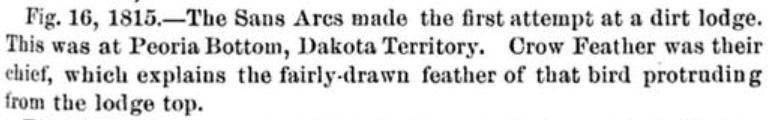 Fig. 16, 1815.—The Sans Arcs made the first attempt at a dirt lodge.
This was at Peoria Bottom, Dakota Territory. Crow Feather was their
chief, which explains the fairly-drawn feather of that bird protruding
from the lodge top.